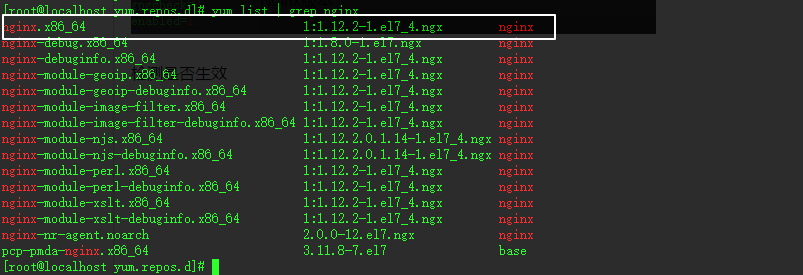 [root@localhost yum.repos.d]# yum list | grep nginx
enabled=1
nginx.x86_64 1:1.12.2-1.el7_4.ngx nginx
nginx-debug.x86_64 1:1.8.0-1.el7.ngx nginx
nginx-debuginfo.x86_64 1:1.12.2-1.el7_4.ngx nginx
是否生效
nginx-module-geoip.x86_64 1:1.12.2-1.el7_4.ngx nginx
nginx-module-geoip-debuginfo.x86_64 1:1.12.2-1.el7_4.ngx nginx
nginx-module-image-filter.x86_64 1:1.12.2-1.el7_4.ngx nginx
nginx-module-image-filter-debuginfo.x86_64 1:1.12.2-1.el7_4.ngx nginx
nginx-module-njs.x86_64 1:1.12.2.0.1.14-1.el7_4.ngx nginx
nginx-module-njs-debuginfo.x86_64 1:1.12.2.0.1.14-1.el7_4.ngx nginx
nginx-module-perl.x86_64 1:1.12.2-1.el7_4.ngx nginx
nginx-module-perl-debuginfo.x86_64 1:1.12.2-1.el7_4.ngx nginx
nginx-module-xslt.x86_64 1:1.12.2-1.el7_4.ngx nginx
nginx-module-xslt-debuginfo.x86_64 1:1.12.2-1.el7_4.ngx nginx
nginx-nr-agent.noarch 2.0.0-12.el7.ngx nginx
pcp-pmda-nginx.x86_64 3.11.8-7.el7 base
[root@localhost yum.repos.d]#